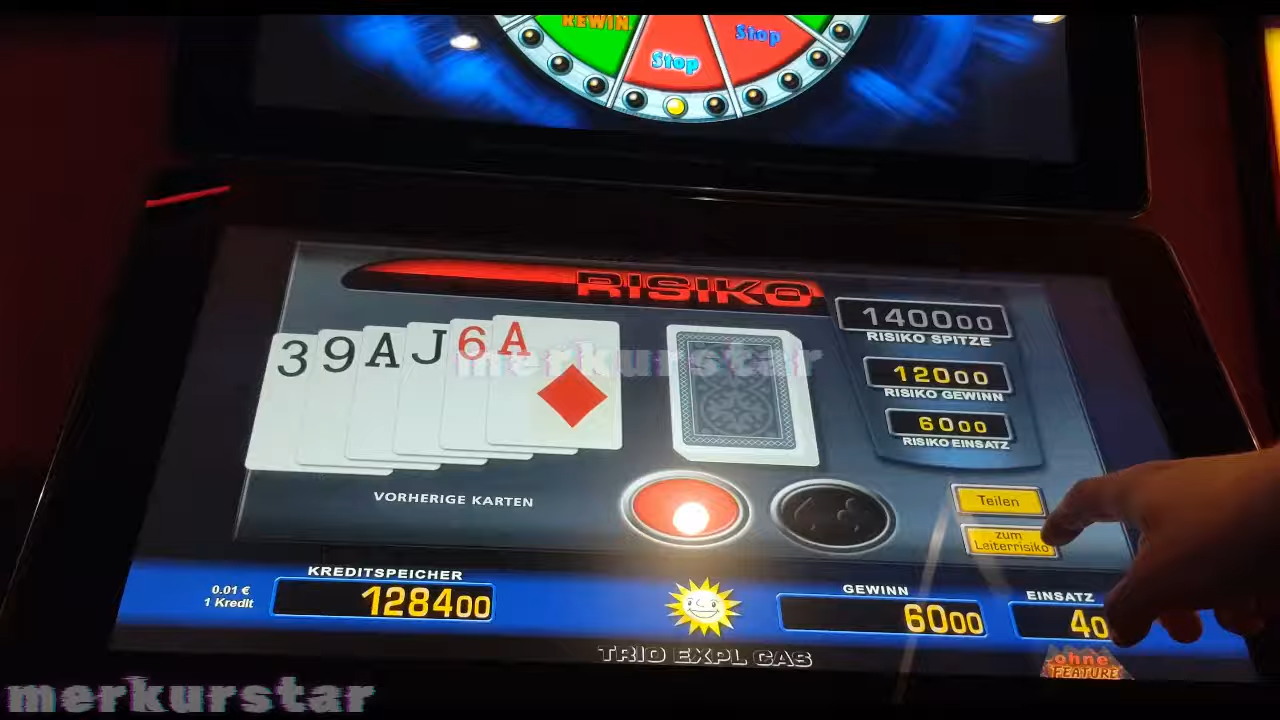 REWIN
Stop
Stop
RISIKO
3 9 A J 6 A
merkurstar
140000
RISIKO SPITZE
12000
RISIKO GEWINN
6000
RISIKO EINSATZ
VORHERIGE KARTEN
Teilen
zum
Leiterrisiko
0.01 €
1 Kredit
KREDITSPEICHER
128400
GEWINN
6000
EINSATZ
40
TRIO EXPL CAS
ohne
FEATURE
merkurstar